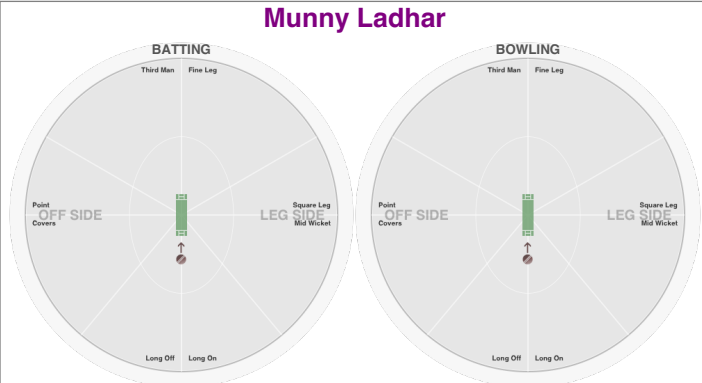 Munny Ladhar
BATTING
Third Man Fine Leg
Point
OFF SIDE
Covers
Square Leg
LEG SIDE
Mid Wicket
Long Off Long On
BOWLING
Third Man Fine Leg
Point
OFF SIDE
Covers
Square Leg
LEG SIDE
Mid Wicket
Long Off Long On